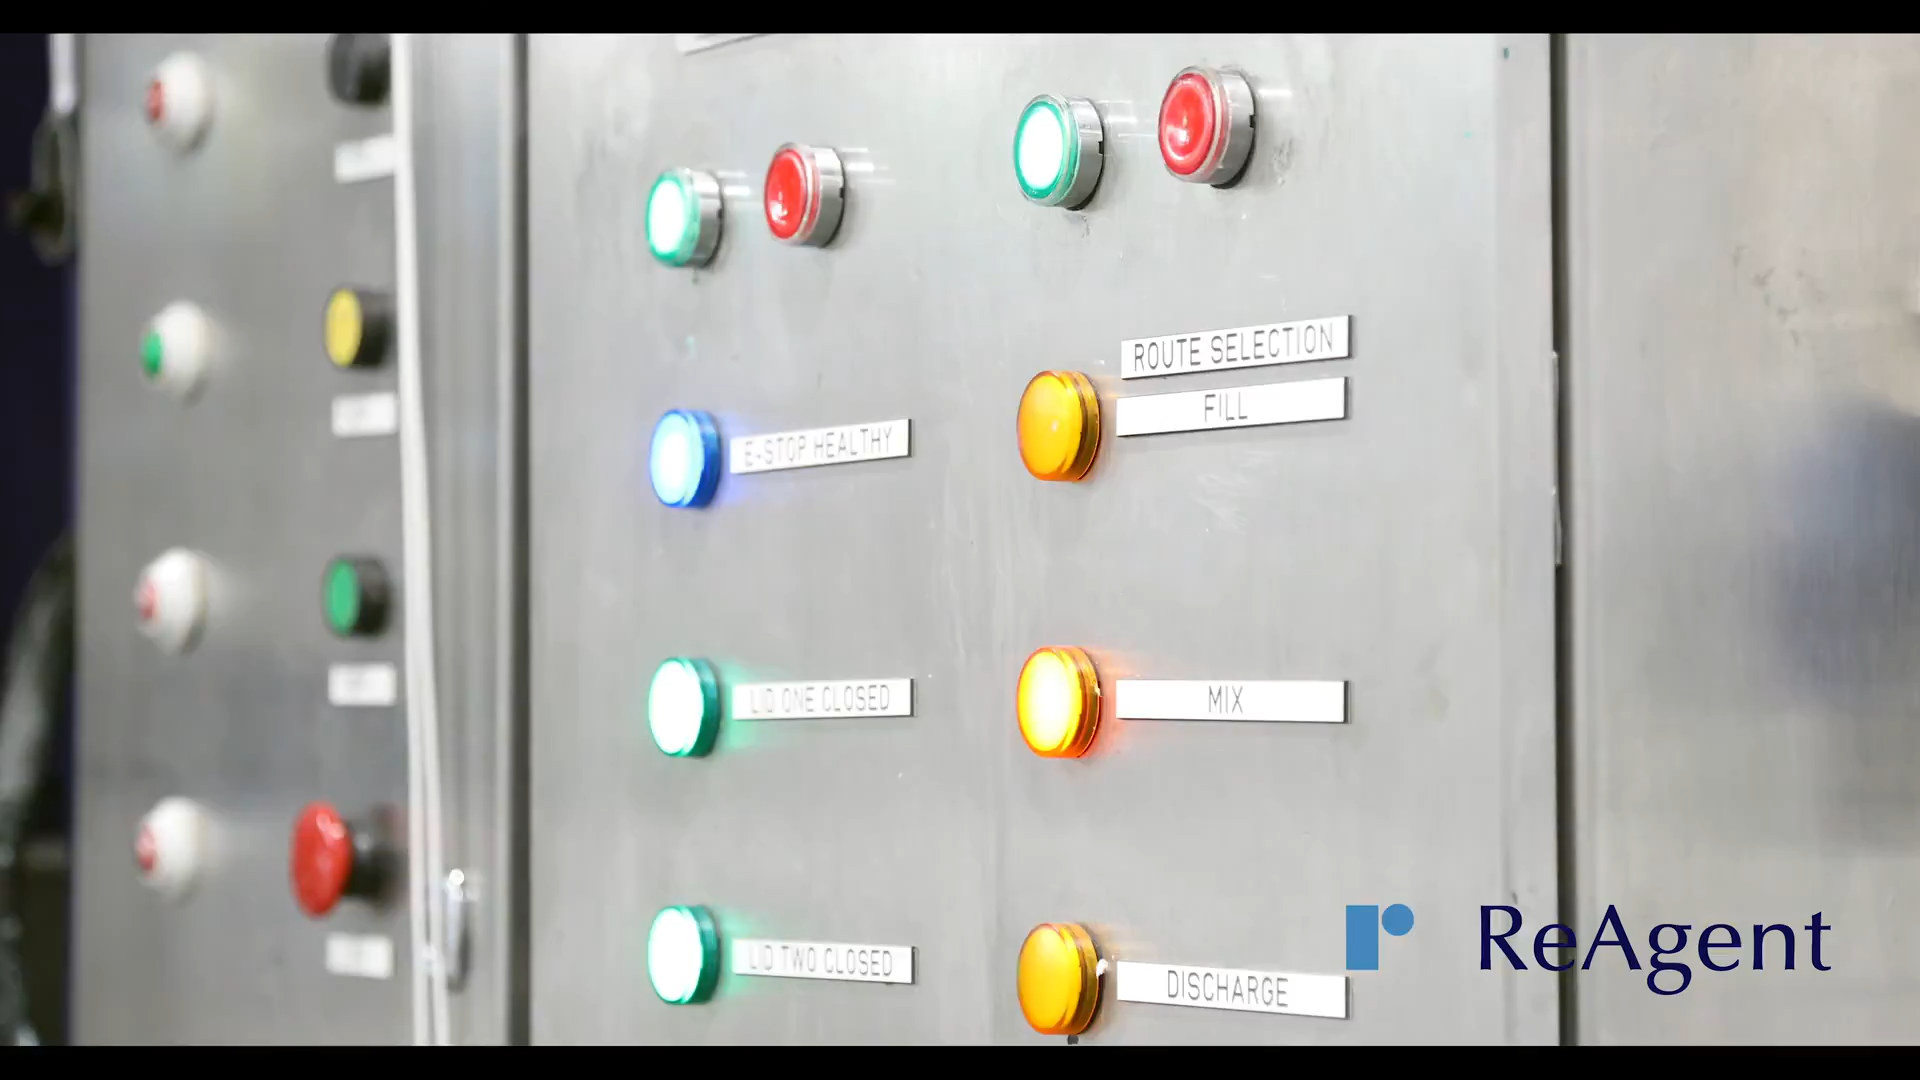 E-STOP HEALTHY
LID ONE CLOSED
LID TWO CLOSED
ROUTE SELECTION
FILL
MIX
DISCHARGE
ReAgent